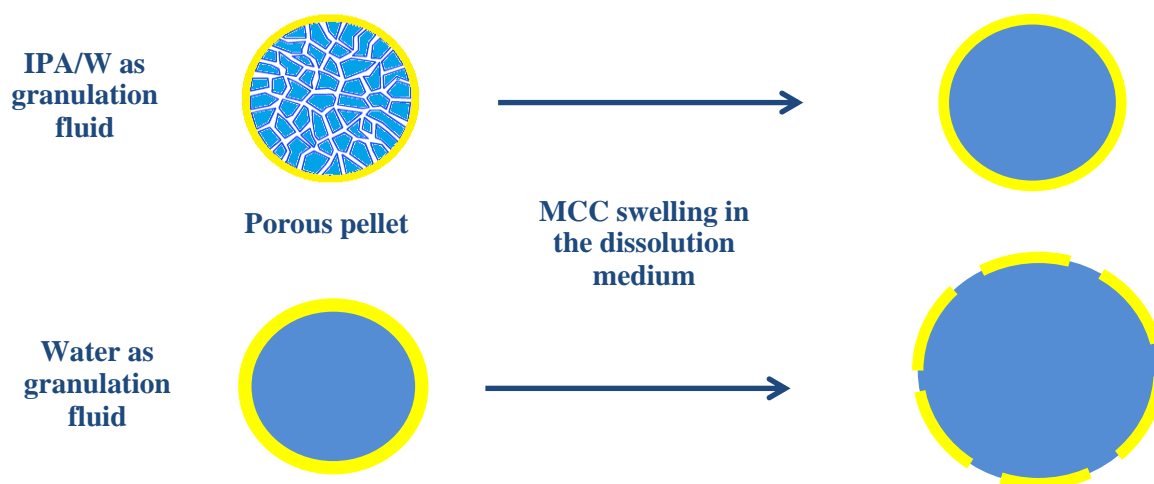 IPA/W as
granulation
fluid
Porous pellet
MCC swelling in
the dissolution
medium
Water as
granulation
fluid